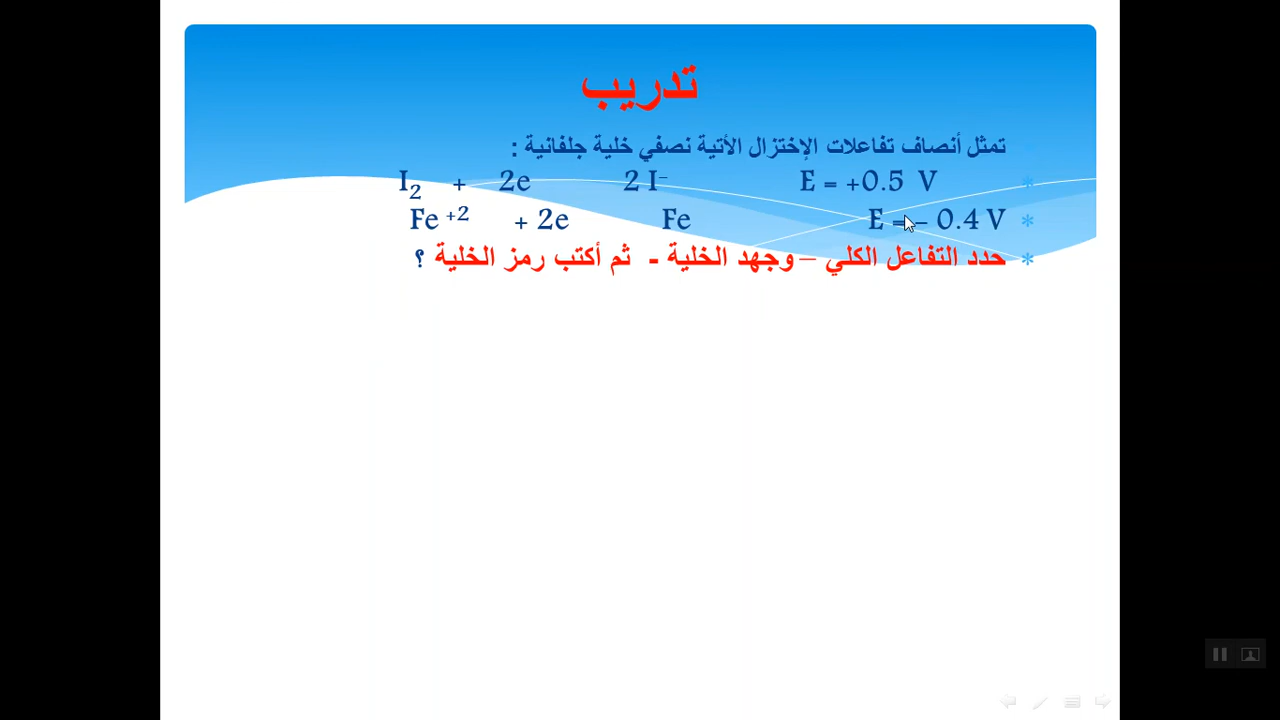 تدريب
تمثل أنصاف تفاعلات الإختزال الأتية نصفي خلية جلفانية :
I₂ + 2e 2 I⁻ E = +0.5 V
Fe ⁺² + 2e Fe E = – 0.4 V
حدد التفاعل الكلي – وجهد الخلية - ثم أكتب رمز الخلية ؟